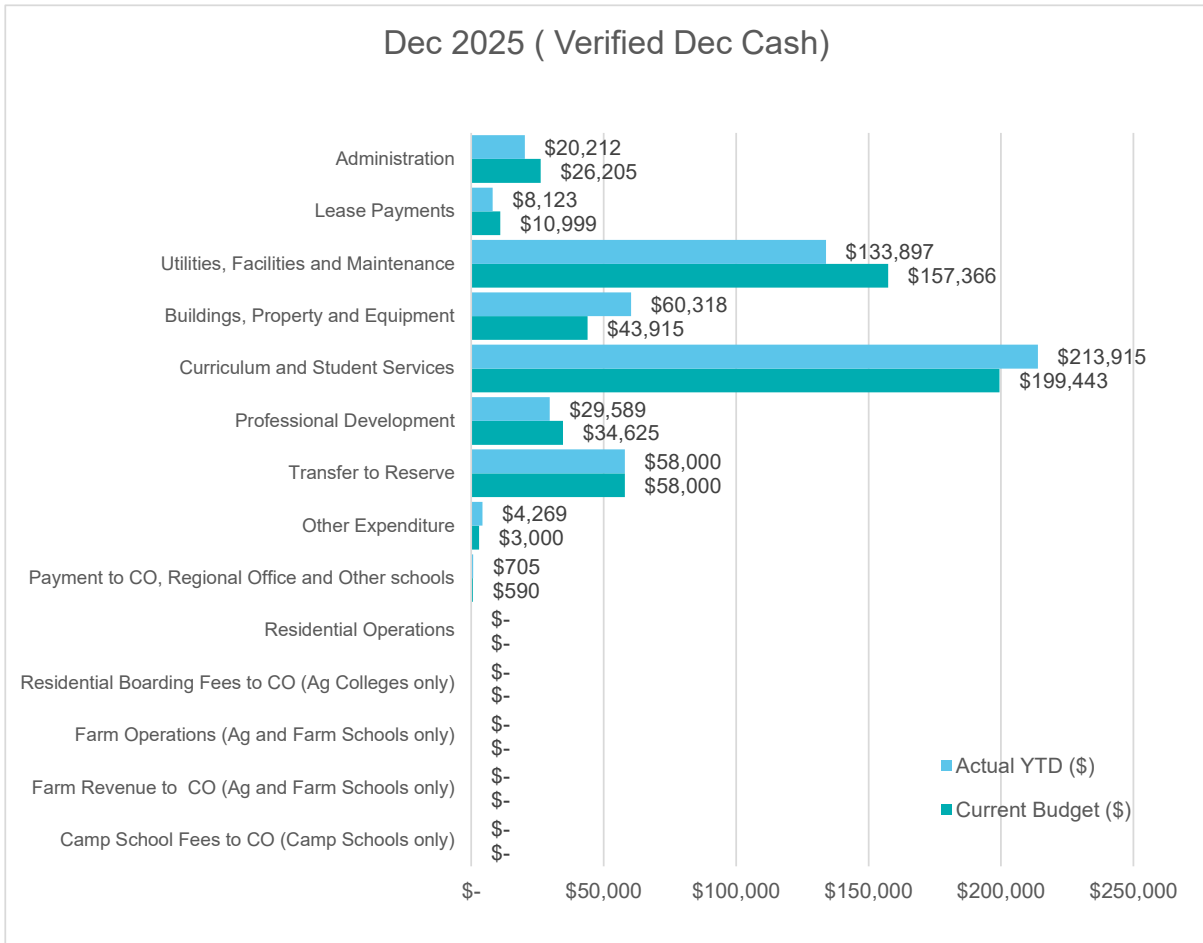 Dec 2025 ( Verified Dec Cash)
Administration
$20,212
$26,205
Lease Payments
$8,123
$10,999
Utilities, Facilities and Maintenance
$133,897
$157,366
Buildings, Property and Equipment
$60,318
$43,915
Curriculum and Student Services
$213,915
$199,443
Professional Development
$29,589
$34,625
Transfer to Reserve
$58,000
$58,000
Other Expenditure
$4,269
$3,000
Payment to CO, Regional Office and Other schools
$705
$590
Residential Operations
$-
$-
Residential Boarding Fees to CO (Ag Colleges only)
$-
$-
Farm Operations (Ag and Farm Schools only)
$-
$-
Farm Revenue to  CO (Ag and Farm Schools only)
$-
$-
Camp School Fees to CO (Camp Schools only)
$-
$-
Actual YTD ($)
Current Budget ($)
$- $50,000 $100,000 $150,000 $200,000 $250,000